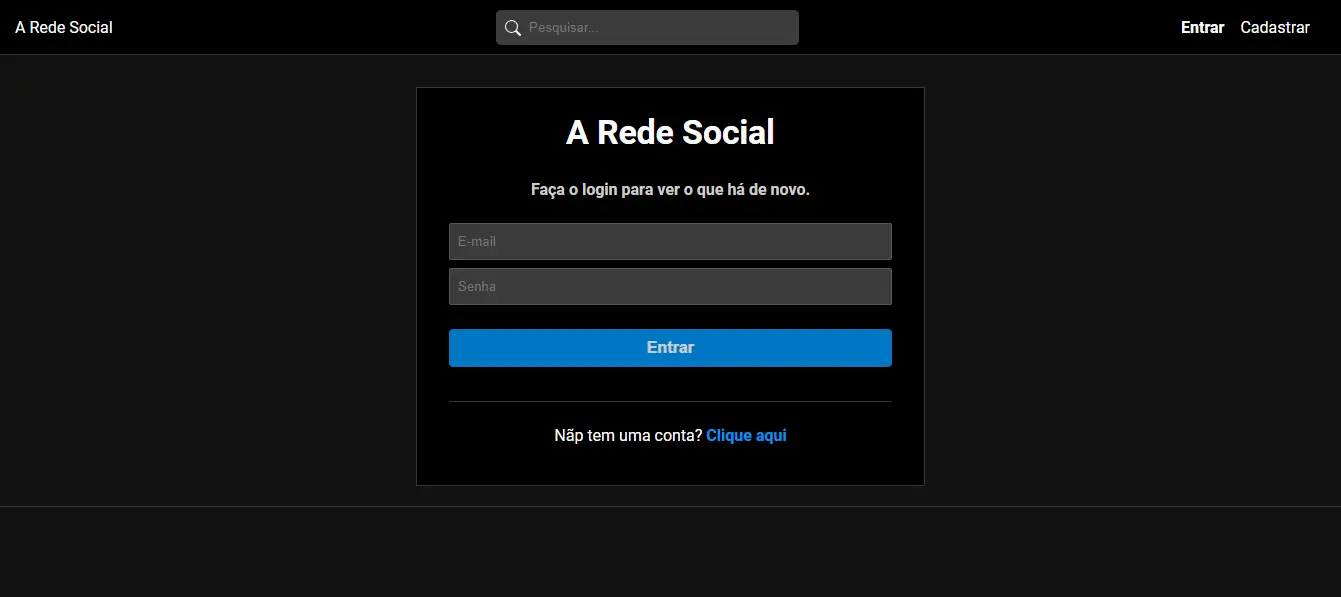 A Rede Social
Pesquisar...
Entrar
Cadastrar
A Rede Social
Faça o login para ver o que há de novo.
E-mail
Senha
Entrar
Nãp tem uma conta? Clique aqui